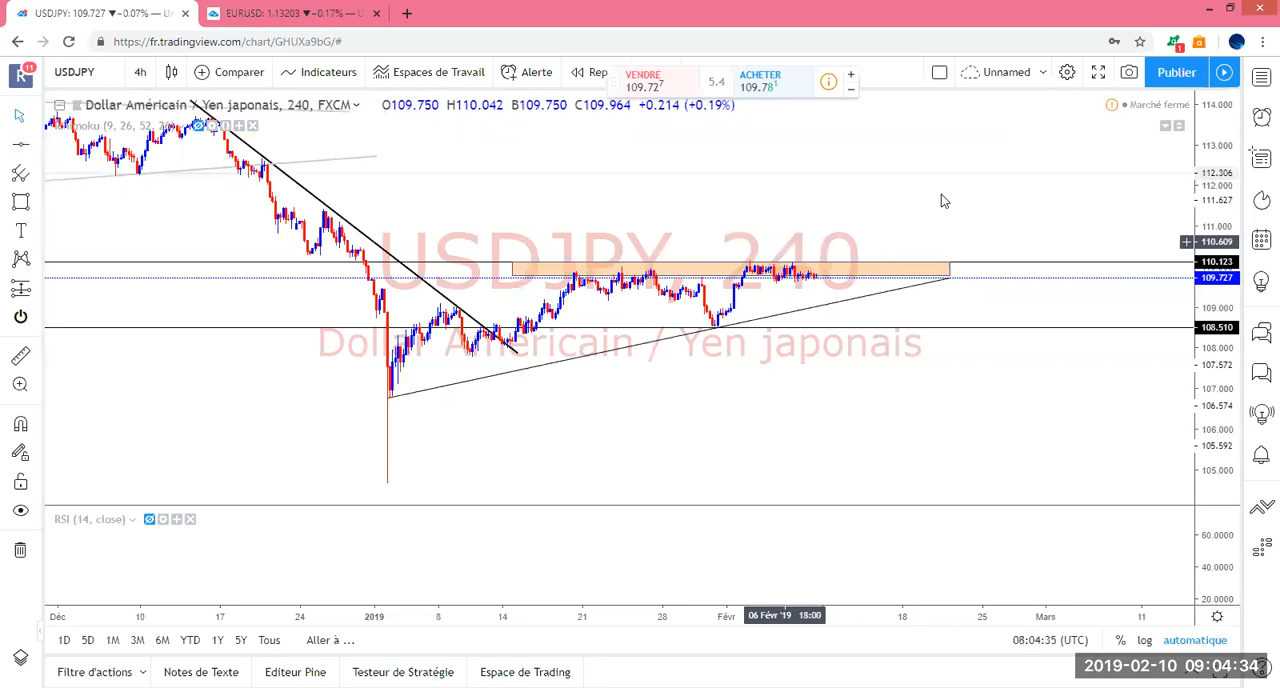 USDJPY: 109.727 ▼−0.07% — Un
EURUSD: 1.13203 ▼−0.17% — U
https://fr.tradingview.com/chart/GHUXa9bG/#
1
R 11
USDJPY 4h Comparer Indicateurs Espaces de Travail Alerte Rep
VENDRE
109.72⁷
5.4
ACHETER
109.78¹
Unnamed
Publier
Dollar Américain / Yen japonais, 240, FXCM O109.750 H110.042 B109.750 C109.964 +0.214 (+0.19%)
Marché fermé
(9, 26, 52, 26)
USDJPY, 240
Dollar Américain / Yen japonais
114.000
113.000
112.306
112.000
111.627
111.000
110.609
110.123
109.727
109.000
108.510
108.000
107.572
107.000
106.574
106.000
105.592
105.000
RSI (14, close)
60.0000
40.0000
20.0000
Déc 10 17 24 2019 8 14 21 28 Févr 06 Févr '19 18:00 18 25 Mars 11
1D 5D 1M 3M 6M YTD 1Y 5Y Tous Aller à ... 08:04:35 (UTC) % log automatique
Filtre d'actions Notes de Texte Editeur Pine Testeur de Stratégie Espace de Trading
2019-02-10 09:04:34